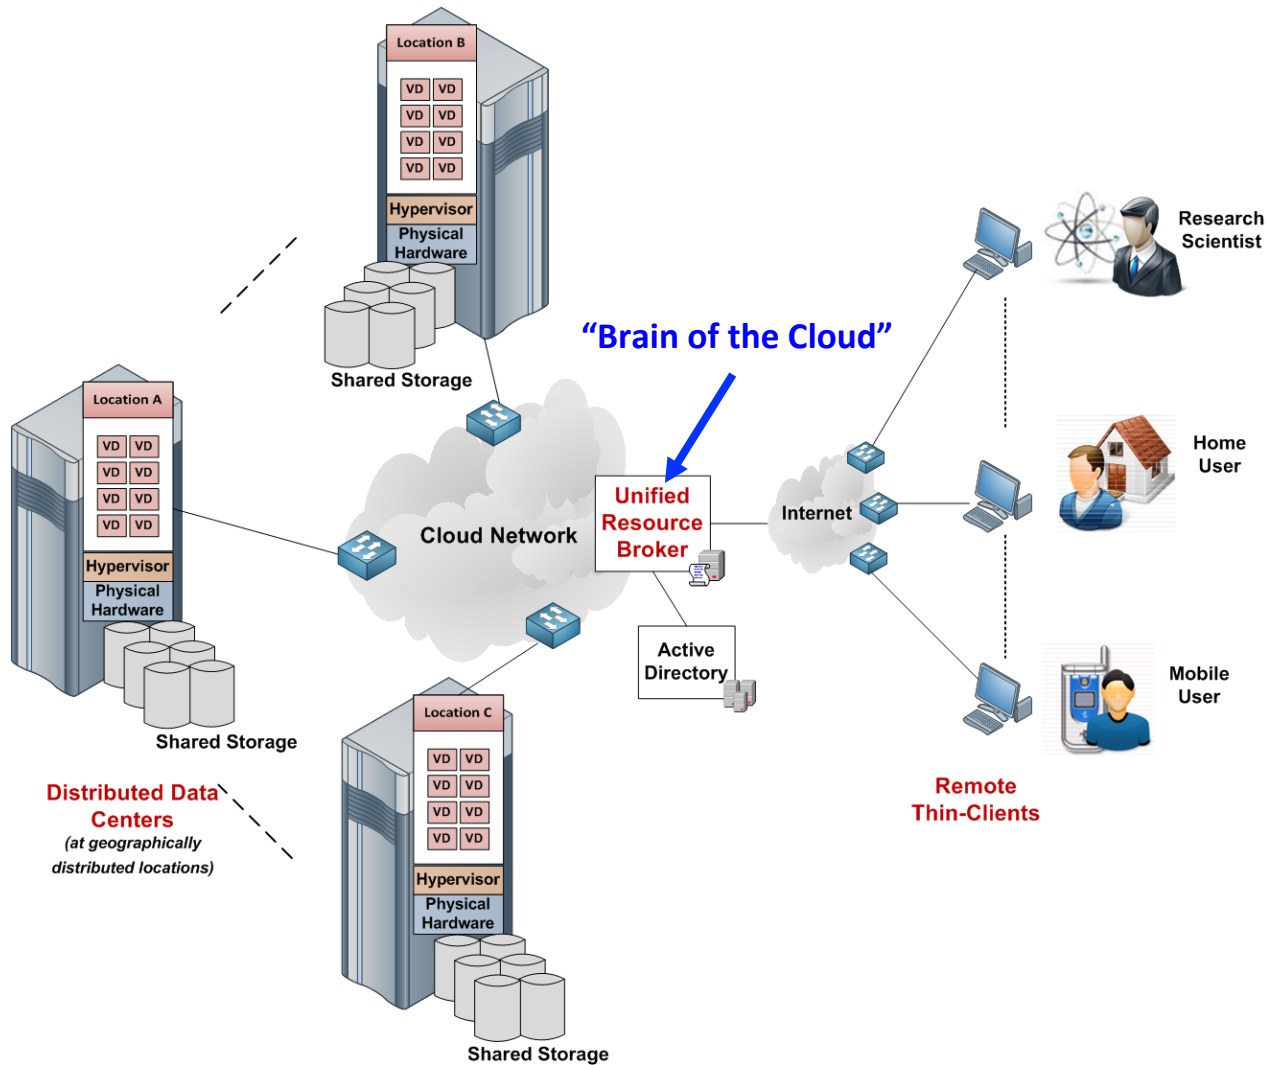 Location B
VD VD
VD VD
VD VD
VD VD
Hypervisor
Physical
Hardware
Shared Storage
“Brain of the Cloud”
Research
Scientist
Location A
VD VD
VD VD
VD VD
VD VD
Hypervisor
Physical
Hardware
Shared Storage
Cloud Network
Unified
Resource
Broker
Internet
Home
User
Active
Directory
Mobile
User
Location C
VD VD
VD VD
VD VD
VD VD
Hypervisor
Physical
Hardware
Shared Storage
Distributed Data
Centers
(at geographically
distributed locations)
Remote
Thin-Clients